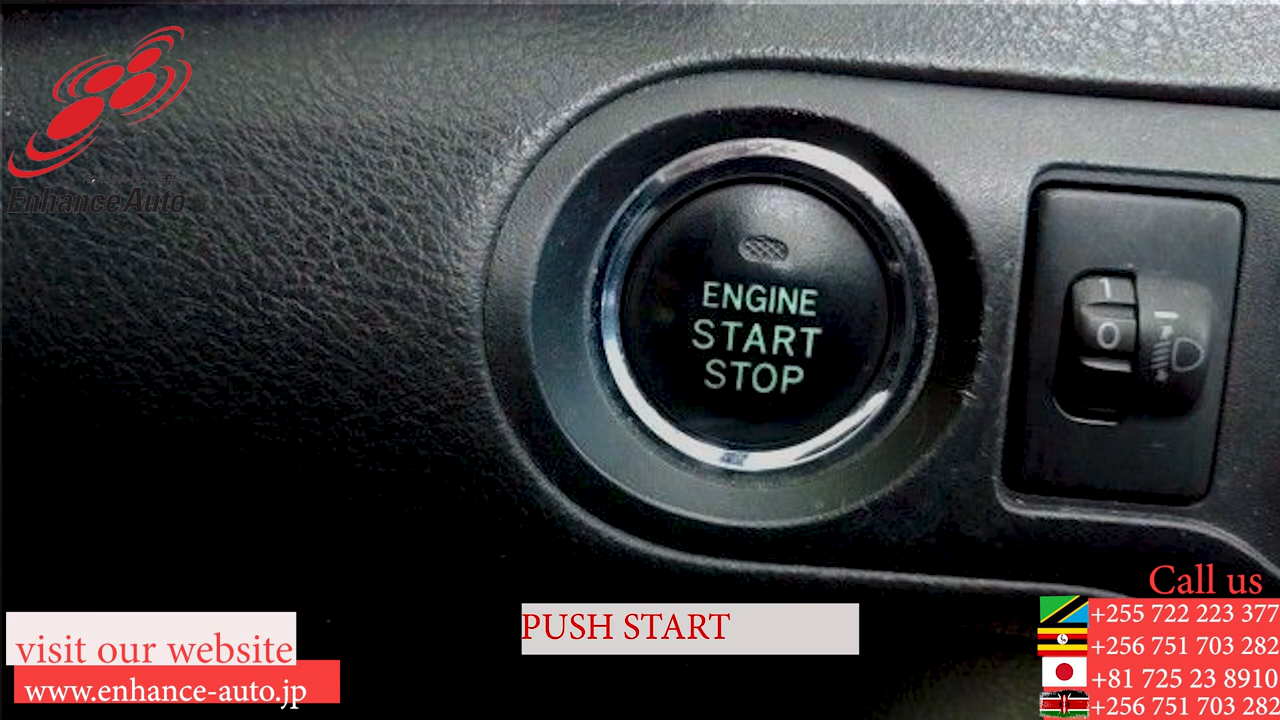 Enhance Auto
ENGINE
START
STOP
1
0
Call us
+255 722 223 377
+256 751 703 282
+81 725 23 8910
+256 751 703 282
PUSH START
visit our website
www.enhance-auto.jp